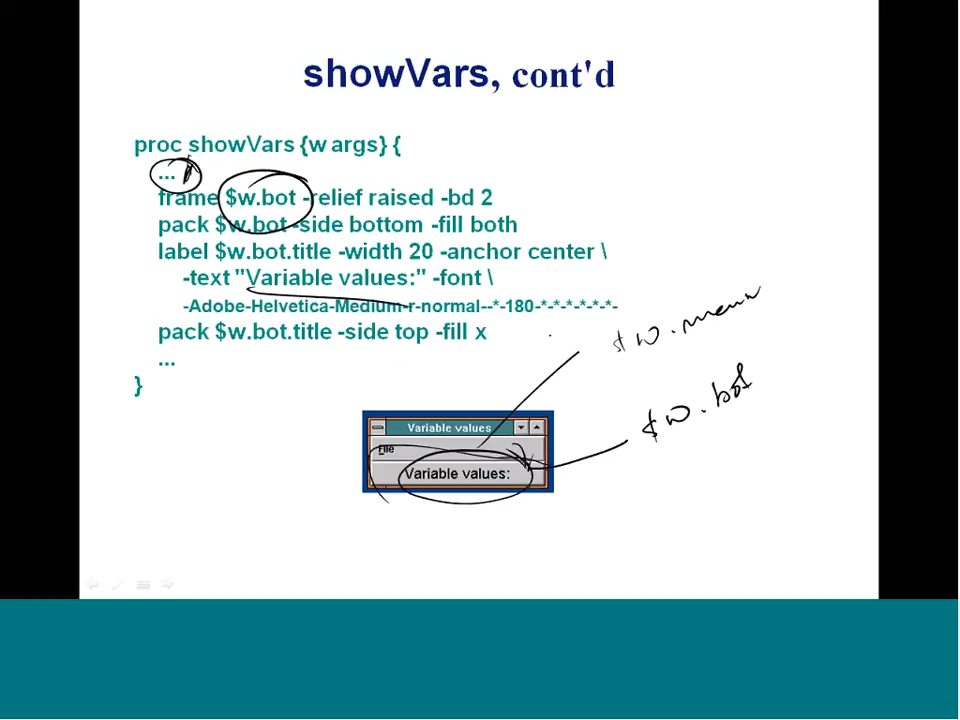 showVars, cont'd
proc showVars {w args} {
...
frame $w.bot -relief raised -bd 2
pack $w.bot -side bottom -fill both
label $w.bot.title -width 20 -anchor center \
-text "Variable values:" -font \
-Adobe-Helvetica-Medium-r-normal--*-180-*-*-*-*-*-*-
pack $w.bot.title -side top -fill x
...
}
$w.menu
$w.bot
Variable values
File
Variable values: